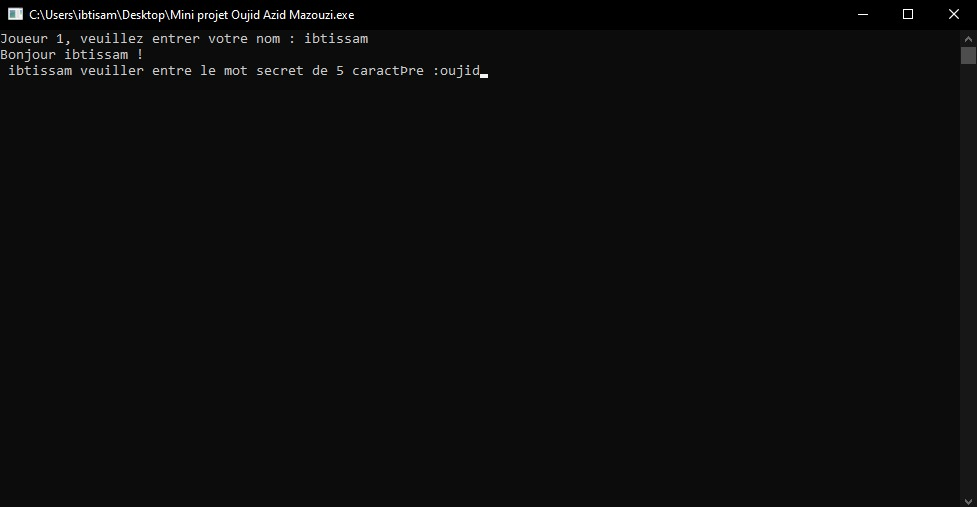 C:\Users\ibtisam\Desktop\Mini projet Oujid Azid Mazouzi.exe
Joueur 1, veuillez entrer votre nom : ibtissam
Bonjour ibtissam !
ibtissam veuiller entre le mot secret de 5 caractÞre :oujid